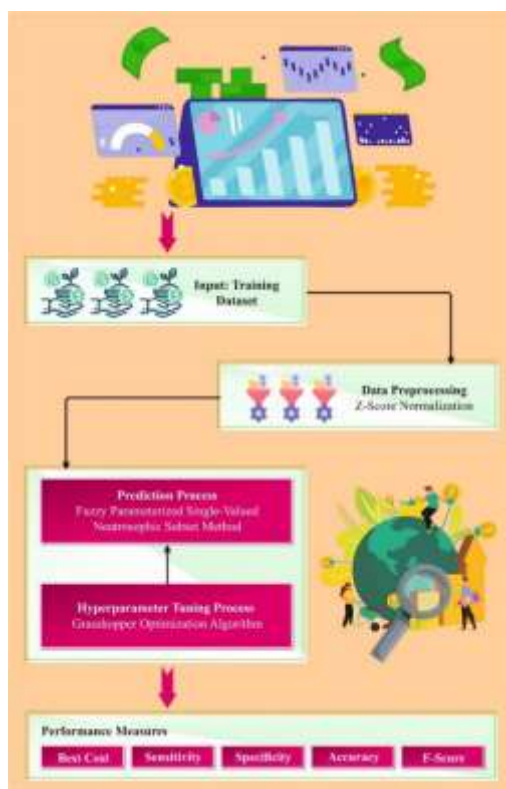 Input: Training
Dataset
Data Preprocessing
Z-Score Normalization
Prediction Process
Fuzzy Parameterized Single-Valued
Neutrosophic Subset Method
Hyperparameter Tuning Process
Grasshopper Optimization Algorithm
Performance Measures
Best Cost Sensitivity Specificity Accuracy F-Score